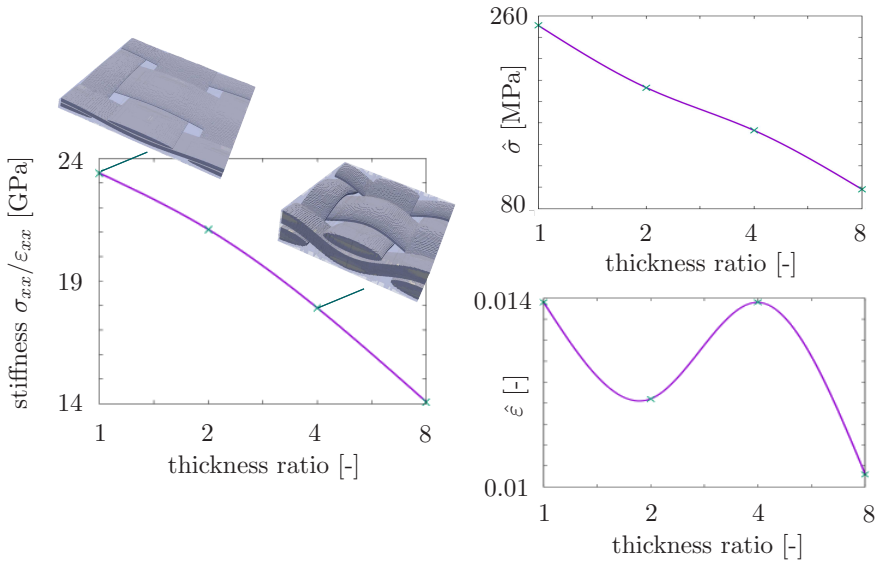 24
19
14
stiffness σxx/εxx [GPa]
1 2 4 8
thickness ratio [-]
260
80
σ̂ [MPa]
1 2 4 8
thickness ratio [-]
0.014
0.01
ε̂ [-]
1 2 4 8
thickness ratio [-]